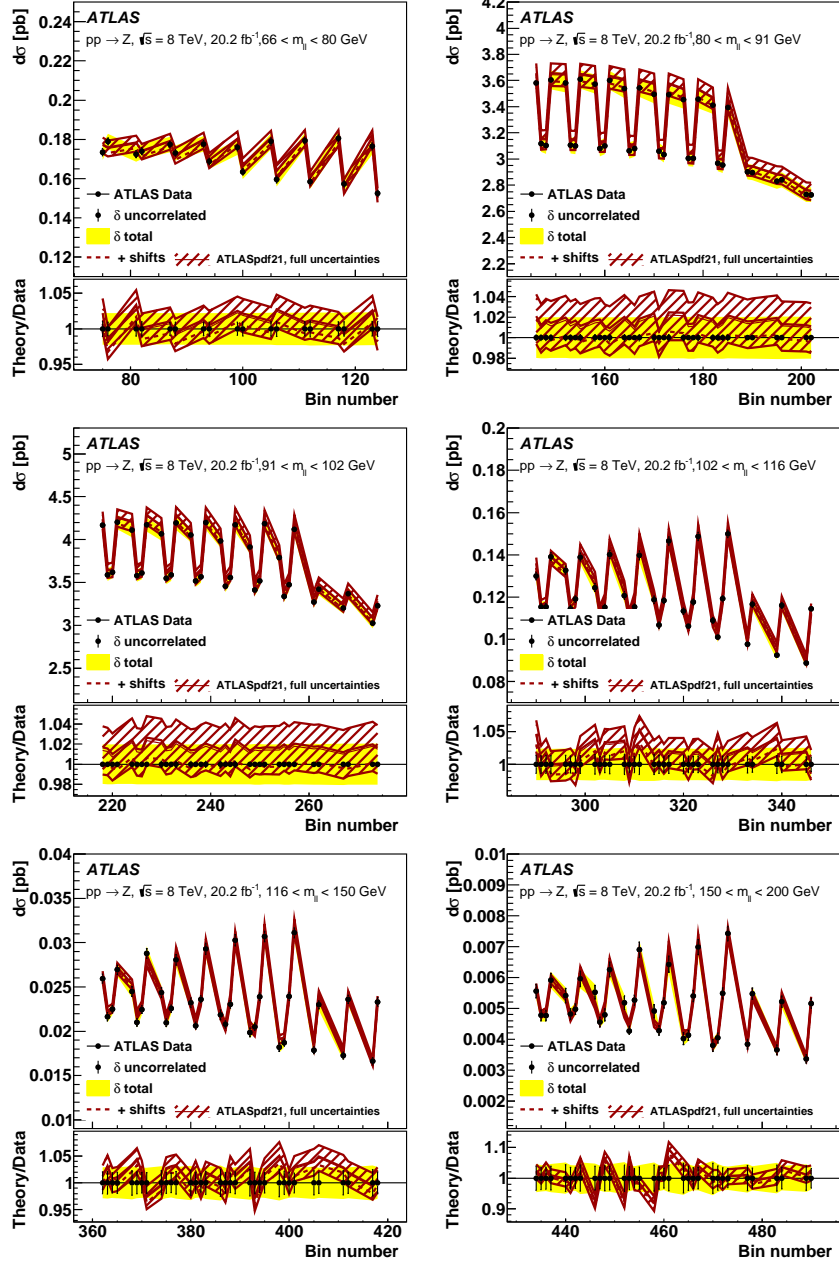 0.24
0.22
0.2
0.18
0.16
0.14
0.12
dσ [pb]
ATLAS
pp → Z, √s = 8 TeV, 20.2 fb⁻¹,66 < m_ll < 80 GeV
ATLAS Data
δ uncorrelated
δ total
+ shifts ATLASpdf21, full uncertainties
Theory/Data
1.05
1
0.95
80 100 120
Bin number
4.2
4
3.8
3.6
3.4
3.2
3
2.8
2.6
2.4
2.2
dσ [pb]
ATLAS
pp → Z, √s = 8 TeV, 20.2 fb⁻¹,80 < m_ll < 91 GeV
ATLAS Data
δ uncorrelated
δ total
+ shifts ATLASpdf21, full uncertainties
Theory/Data
1.04
1.02
1
0.98
160 180 200
Bin number
5
4.5
4
3.5
3
2.5
dσ [pb]
ATLAS
pp → Z, √s = 8 TeV, 20.2 fb⁻¹,91 < m_ll < 102 GeV
ATLAS Data
δ uncorrelated
δ total
+ shifts ATLASpdf21, full uncertainties
Theory/Data
1.04
1.02
1
0.98
220 240 260
Bin number
0.2
0.18
0.16
0.14
0.12
0.1
0.08
dσ [pb]
ATLAS
pp → Z, √s = 8 TeV, 20.2 fb⁻¹,102 < m_ll < 116 GeV
ATLAS Data
δ uncorrelated
δ total
+ shifts ATLASpdf21, full uncertainties
Theory/Data
1.05
1
300 320 340
Bin number
0.04
0.03
0.02
0.01
dσ [pb]
ATLAS
pp → Z, √s = 8 TeV, 20.2 fb⁻¹, 116 < m_ll < 150 GeV
ATLAS Data
δ uncorrelated
δ total
+ shifts ATLASpdf21, full uncertainties
Theory/Data
1.05
1
0.95
360 380 400 420
Bin number
0.01
0.009
0.008
0.007
0.006
0.005
0.004
0.003
0.002
dσ [pb]
ATLAS
pp → Z, √s = 8 TeV, 20.2 fb⁻¹, 150 < m_ll < 200 GeV
ATLAS Data
δ uncorrelated
δ total
+ shifts ATLASpdf21, full uncertainties
Theory/Data
1.1
1
0.9
440 460 480
Bin number